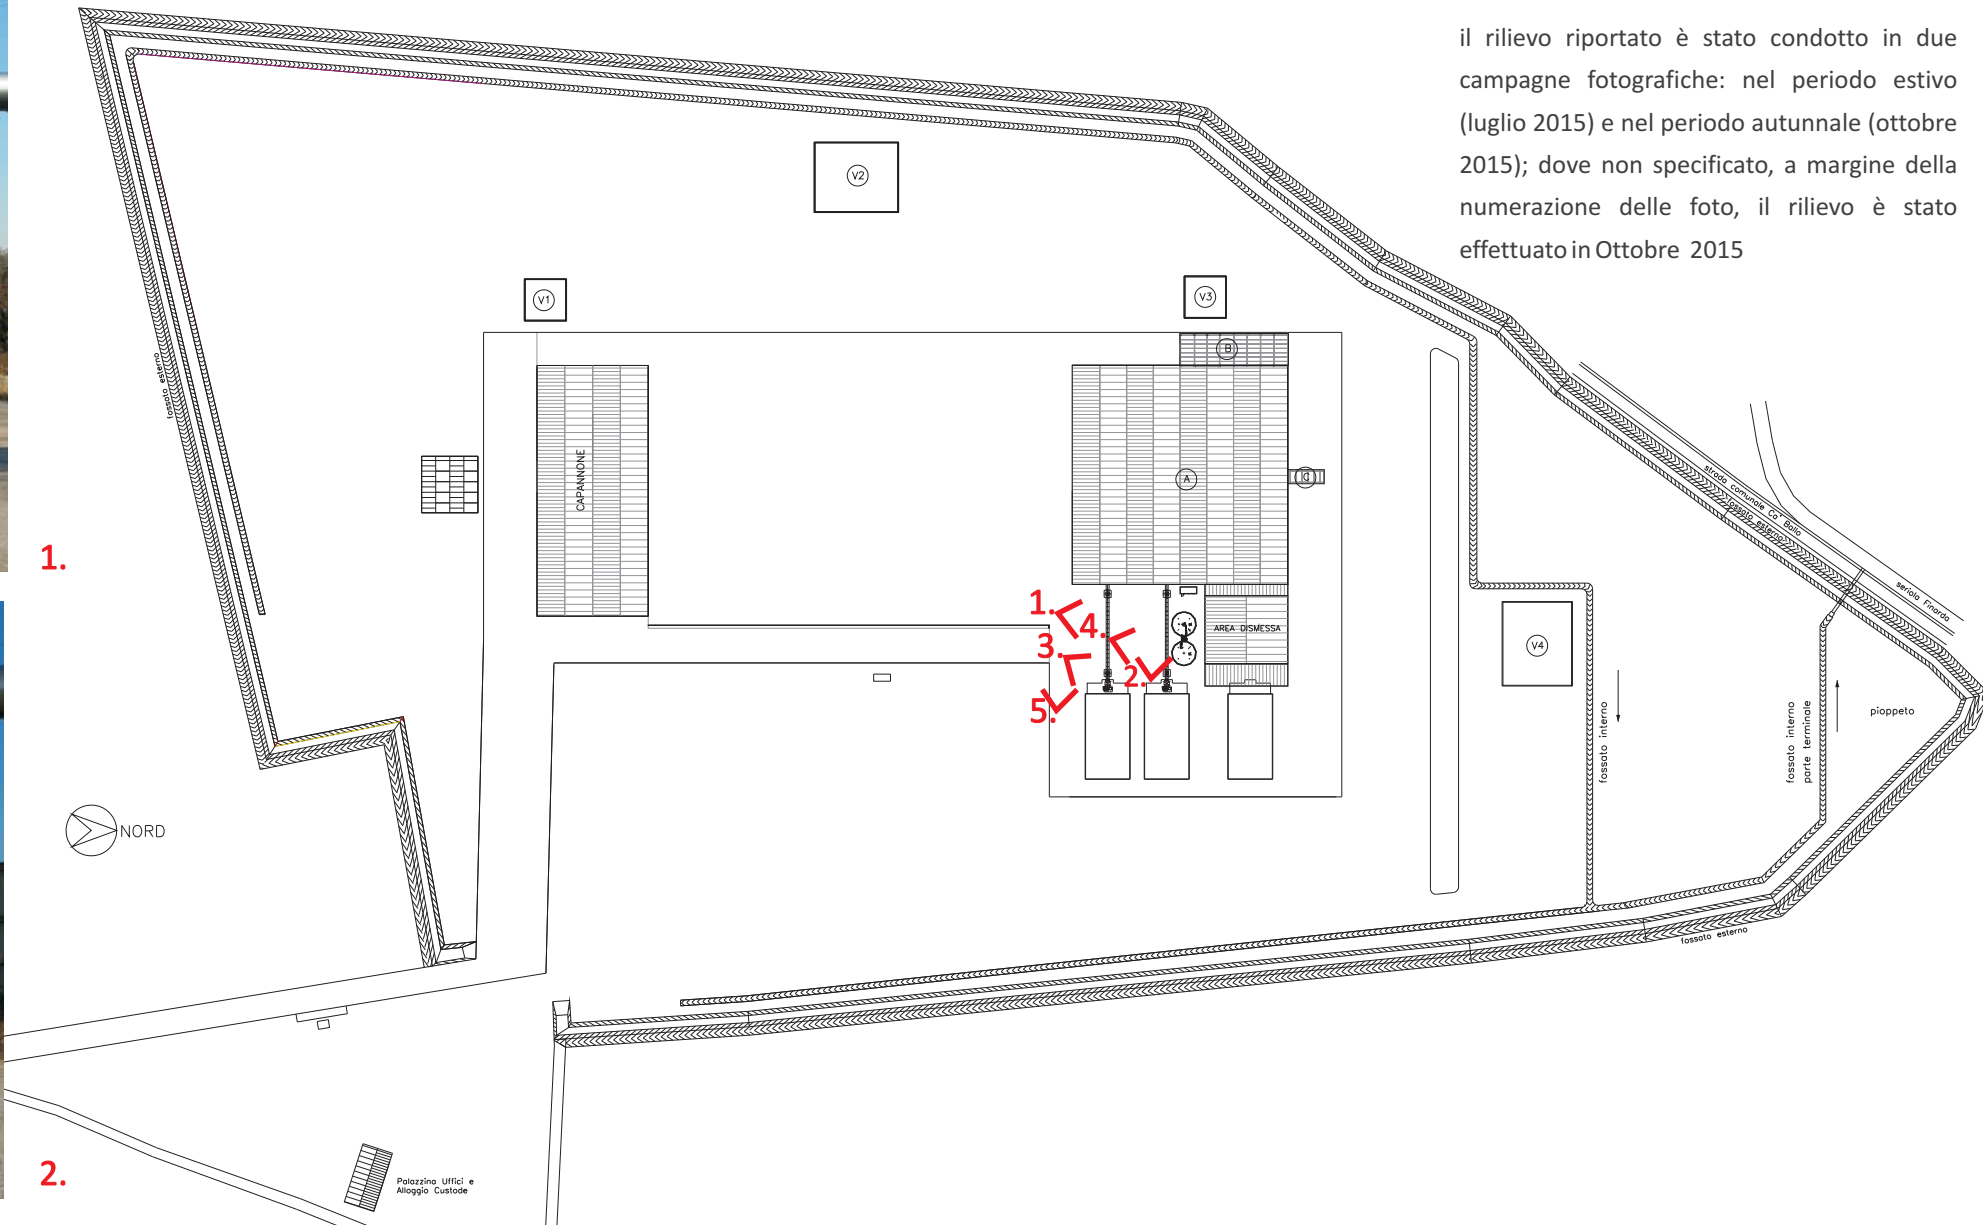 il rilievo riportato è stato condotto in due
campagne fotografiche: nel periodo estivo
(luglio 2015) e nel periodo autunnale (ottobre
2015); dove non specificato, a margine della
numerazione delle foto, il rilievo è stato
effettuato in Ottobre 2015
V2
V1
V3
B
fossato esterno
CAPANNONE
A
C
strada comunale Ca' Bolla
fossato esterno
seriola Finarda
1.
1.
4.
3.
2.
5.
AREA DISMESSA
V4
fossato interno
fossato interno
parte terminale
pioppeto
NORD
fossato esterno
2.
Palazzina Uffici e
Alloggio Custode